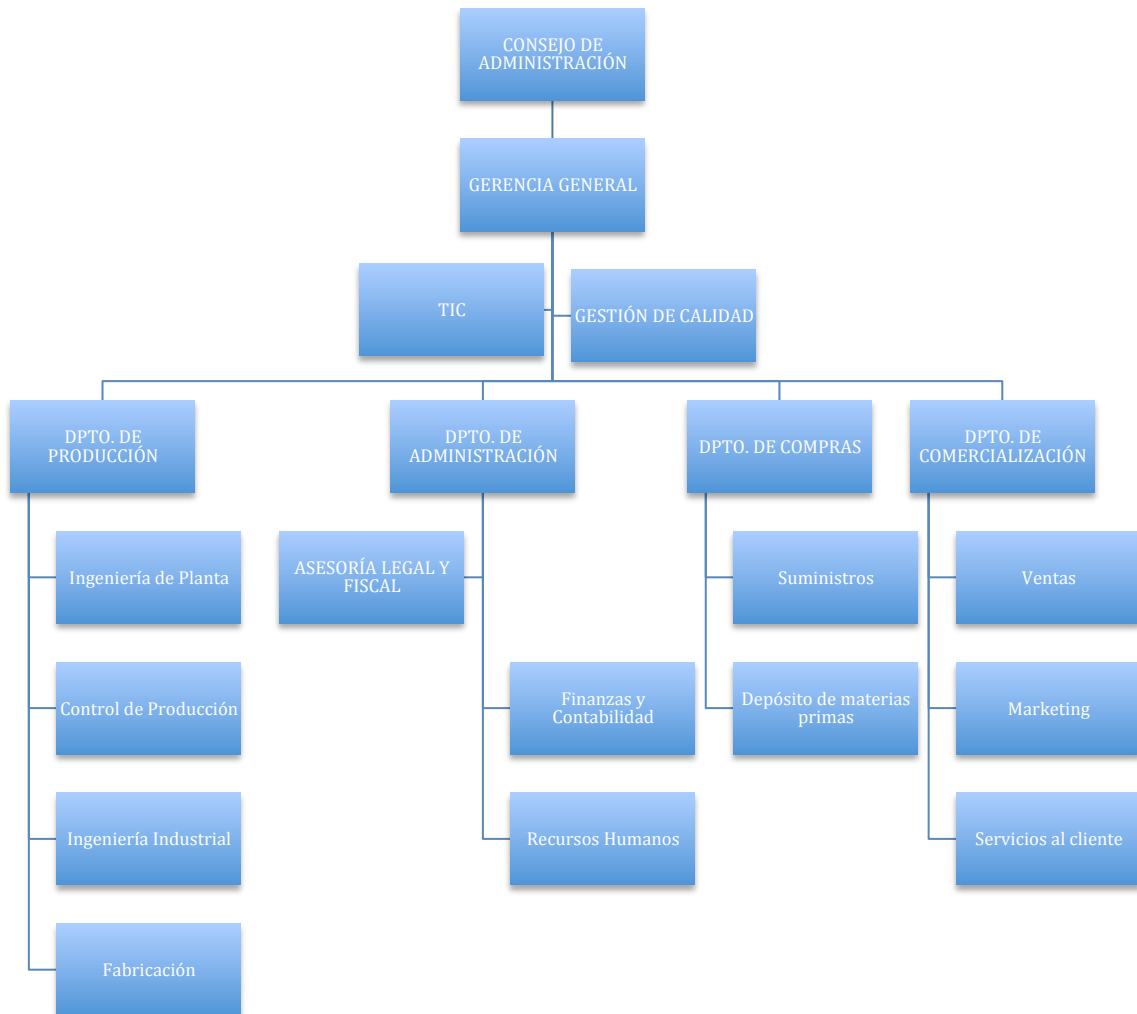 CONSEJO DE
ADMINISTRACIÓN
GERENCIA GENERAL
TIC
GESTIÓN DE CALIDAD
DPTO. DE
PRODUCCIÓN
DPTO. DE
ADMINISTRACIÓN
DPTO. DE COMPRAS
DPTO. DE
COMERCIALIZACIÓN
Ingeniería de Planta
ASESORÍA LEGAL Y
FISCAL
Suministros
Ventas
Control de Producción
Finanzas y
Contabilidad
Depósito de materias
primas
Marketing
Ingeniería Industrial
Recursos Humanos
Servicios al cliente
Fabricación